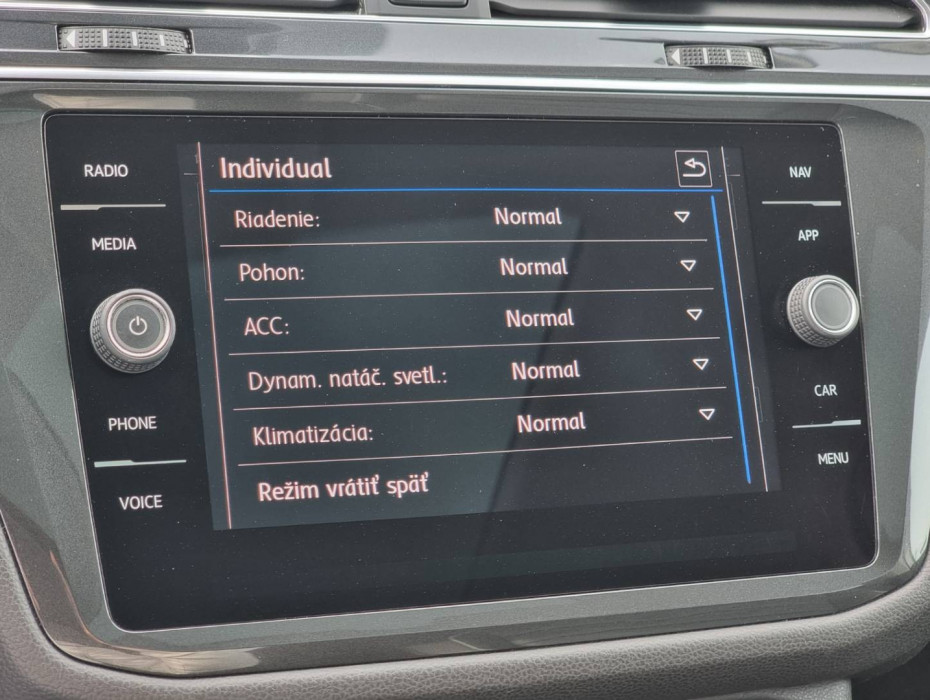 RADIO
MEDIA
PHONE
VOICE
Individual
Riadenie: Normal
Pohon: Normal
ACC: Normal
Dynam. natáč. svetl.: Normal
Klimatizácia: Normal
Režim vrátiť späť
NAV
APP
CAR
MENU